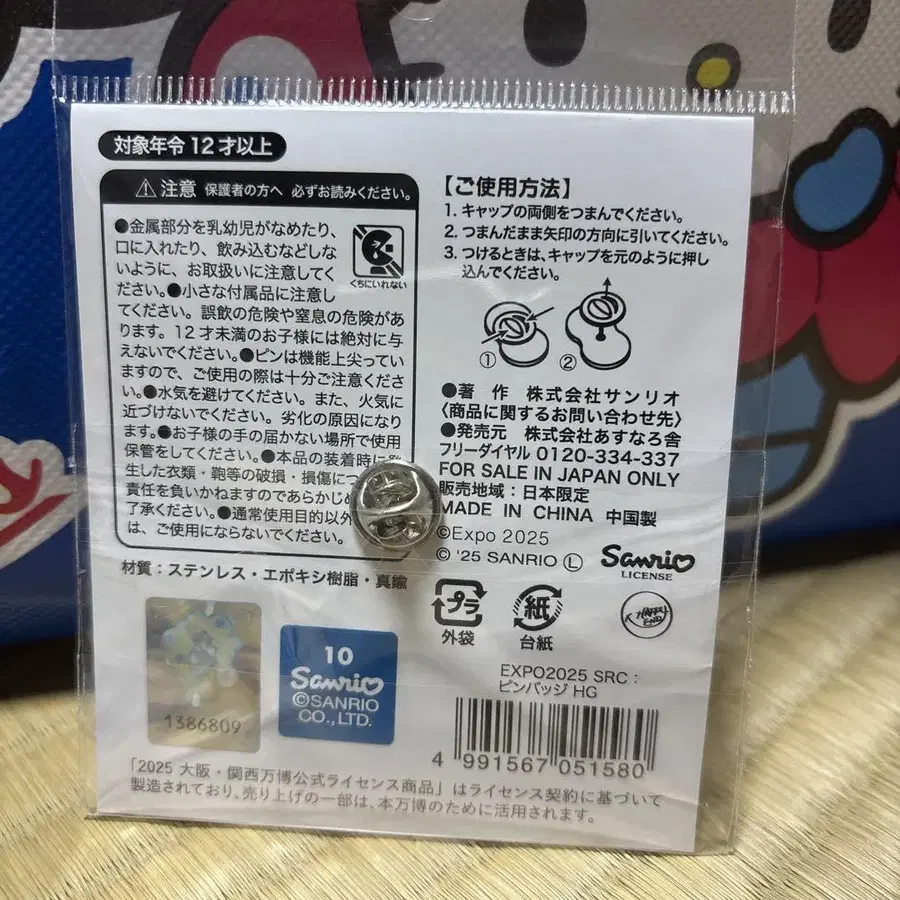 対象年令 12 才以上
⚠注意 保護者の方へ 必ずお読みください。
●金属部分を乳幼児がなめたり、
口に入れたり、飲み込むなどしな
いように、お取扱いに注意してく
ださい。●小さな付属品に注意し
てください。誤飲の危険や窒息の危険があ
ります。12才未満のお子様には絶対に与
えないでください。●ピンは機能上尖ってい
ますので、ご使用の際は十分ご注意くださ
い。●水気を避けてください。また、火気に
近づけないでください。劣化の原因になり
ます。●お子様の手の届かない場所で使用
保管をしてください。●本品の装着時に発
生した衣類・鞄等の破損・損傷につ
責任を負いかねますのであらかじめ
了承ください。●通常使用目的以外
は、ご使用にならないでください。
くちにいれない
材質：ステンレス・エポキシ樹脂・真鍮
【ご使用方法】
1. キャップの両側をつまんでください。
2. つまんだまま矢印の方向に引いてください。
3. つけるときは、キャップを元のように押し
込んでください。
① ②
●著 作 株式会社サンリオ
〈商品に関するお問い合わせ先〉
●発売元 株式会社あすなろ舎
フリーダイヤル 0120-334-337
FOR SALE IN JAPAN ONLY
販売地域：日本限定
MADE IN CHINA 中国製
©Expo 2025
© '25 SANRIO Ⓛ
Sanrio
LICENSE
プラ
外袋
紙
台紙
HAPPY
END
1386809
10
Sanrio
©SANRIO
CO.,LTD.
EXPO2025 SRC：
ピンバッジ HG
4 991567 051580
「2025 大阪・関西万博公式ライセンス商品」はライセンス契約に基づいて
製造されており、売り上げの一部は、本万博のために活用されます。